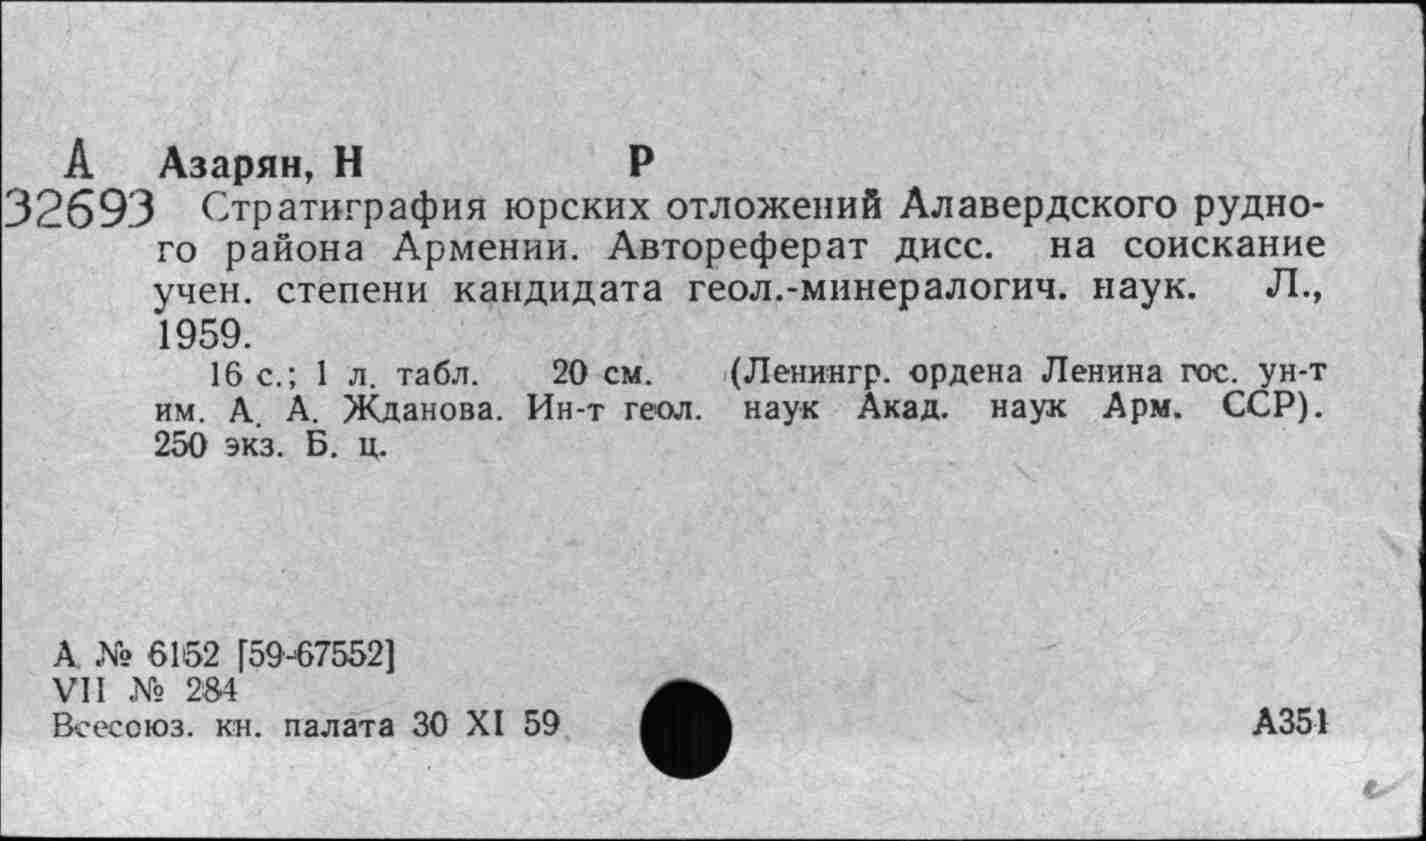 А Азарян, Н Р
32693 Стратиграфия юрских отложений Алавердского рудно-
го района Армении. Автореферат дисс. на соискание
учен. степени кандидата геол.-минералогич. наук. Л.,
1959.
16 с.; 1 л. табл. 20 см. (Ленингр. ордена Ленина гос. ун-т
им. А. А. Жданова. Ин-т геол. наук Акад. наук Арм. ССР).
250 экз. Б. ц.
А № 6152 [59-67552]
VII № 284
Всесоюз. кн. палата 30 XI 59
А351